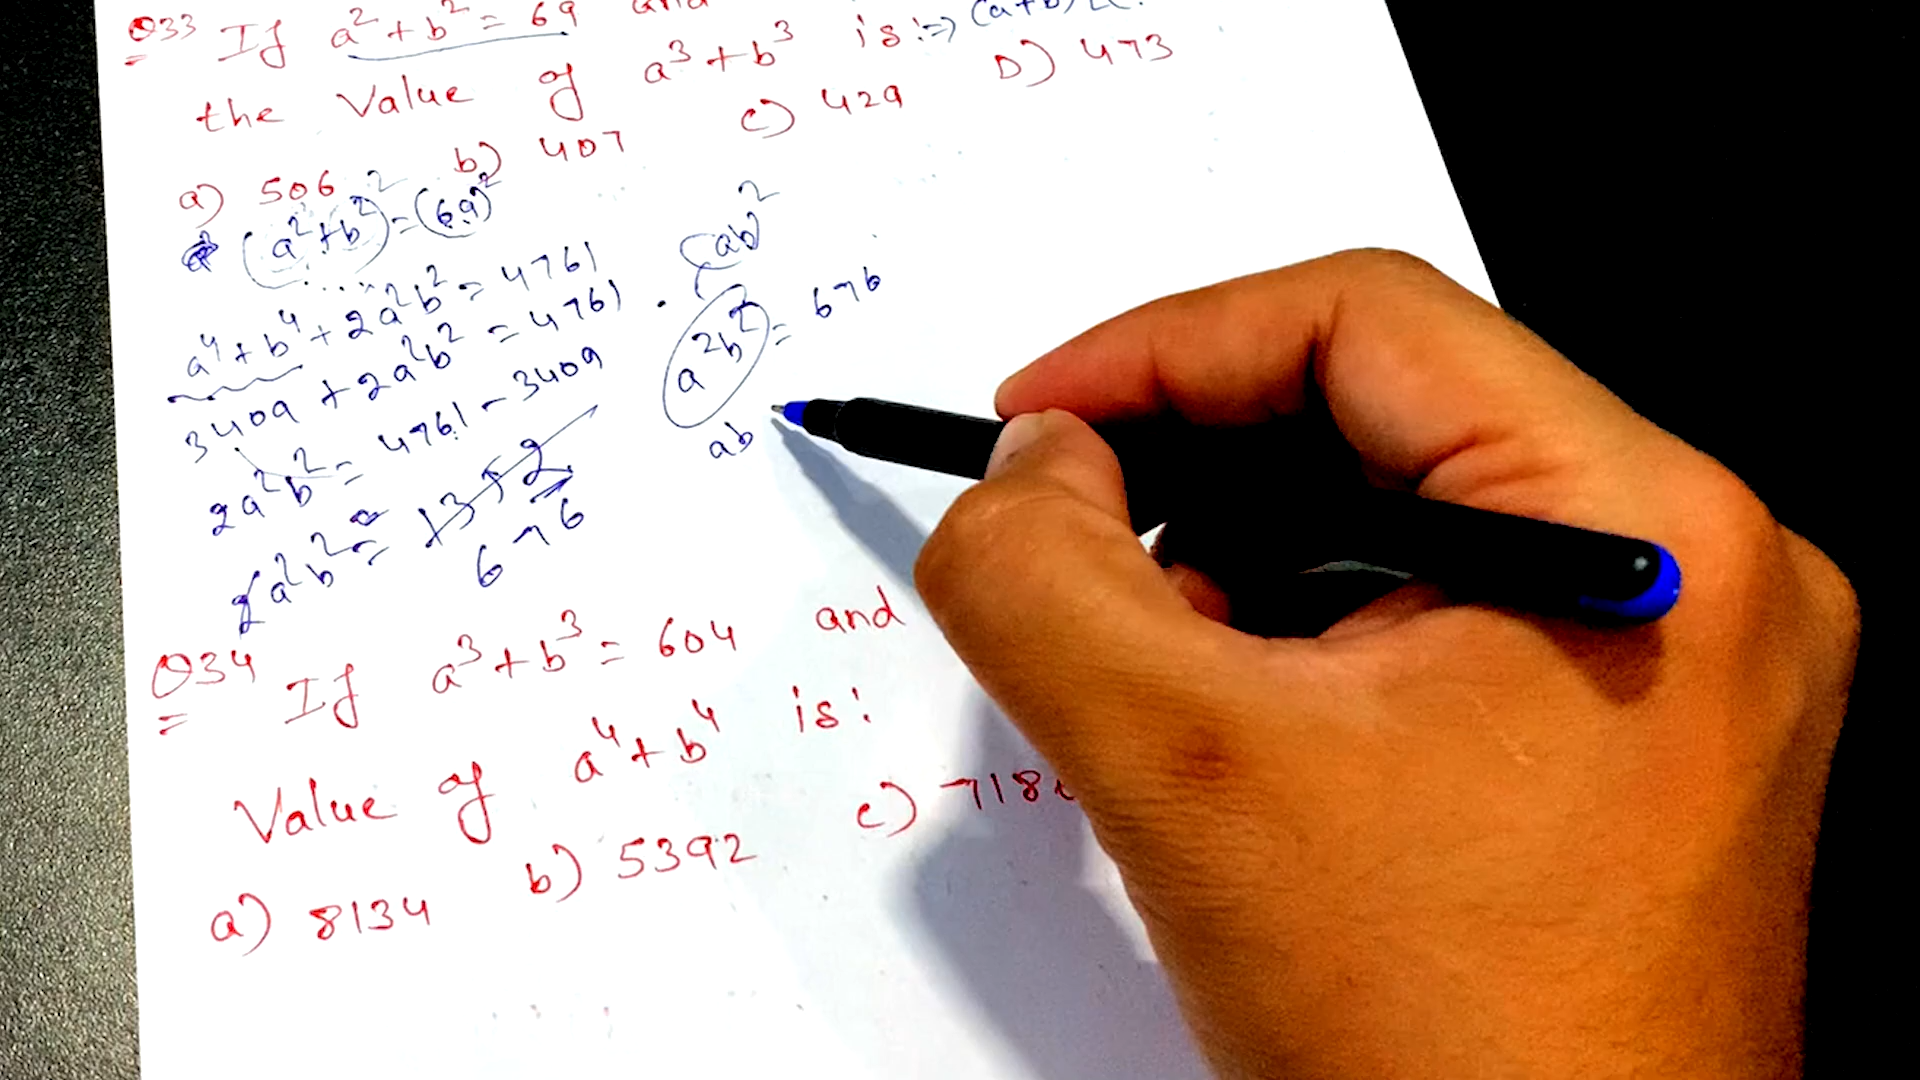 Q33 If a²+b² = 69 and
the value of a³+b³ is:⇒ (a+b)
a) 506 b) 407 c) 429 D) 473
(a²+b²)² = (69)²
a⁴+b⁴+2a²b² = 4761
3409+2a²b² = 4761
2a²b² = 4761-3409
2a²b² = 1352
676
(ab)²
a²b² = 676
ab
Q34 If a³+b³ = 604 and
Value of a⁴+b⁴ is:
a) 8134 b) 5392 c) 718